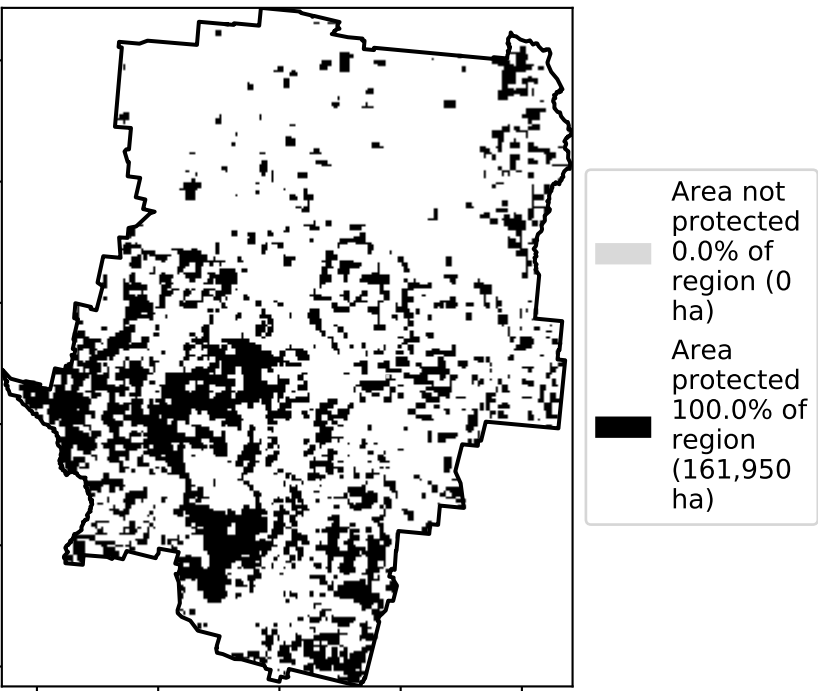 Area not
protected
0.0% of
region (0
ha)
Area
protected
100.0% of
region
(161,950
ha)